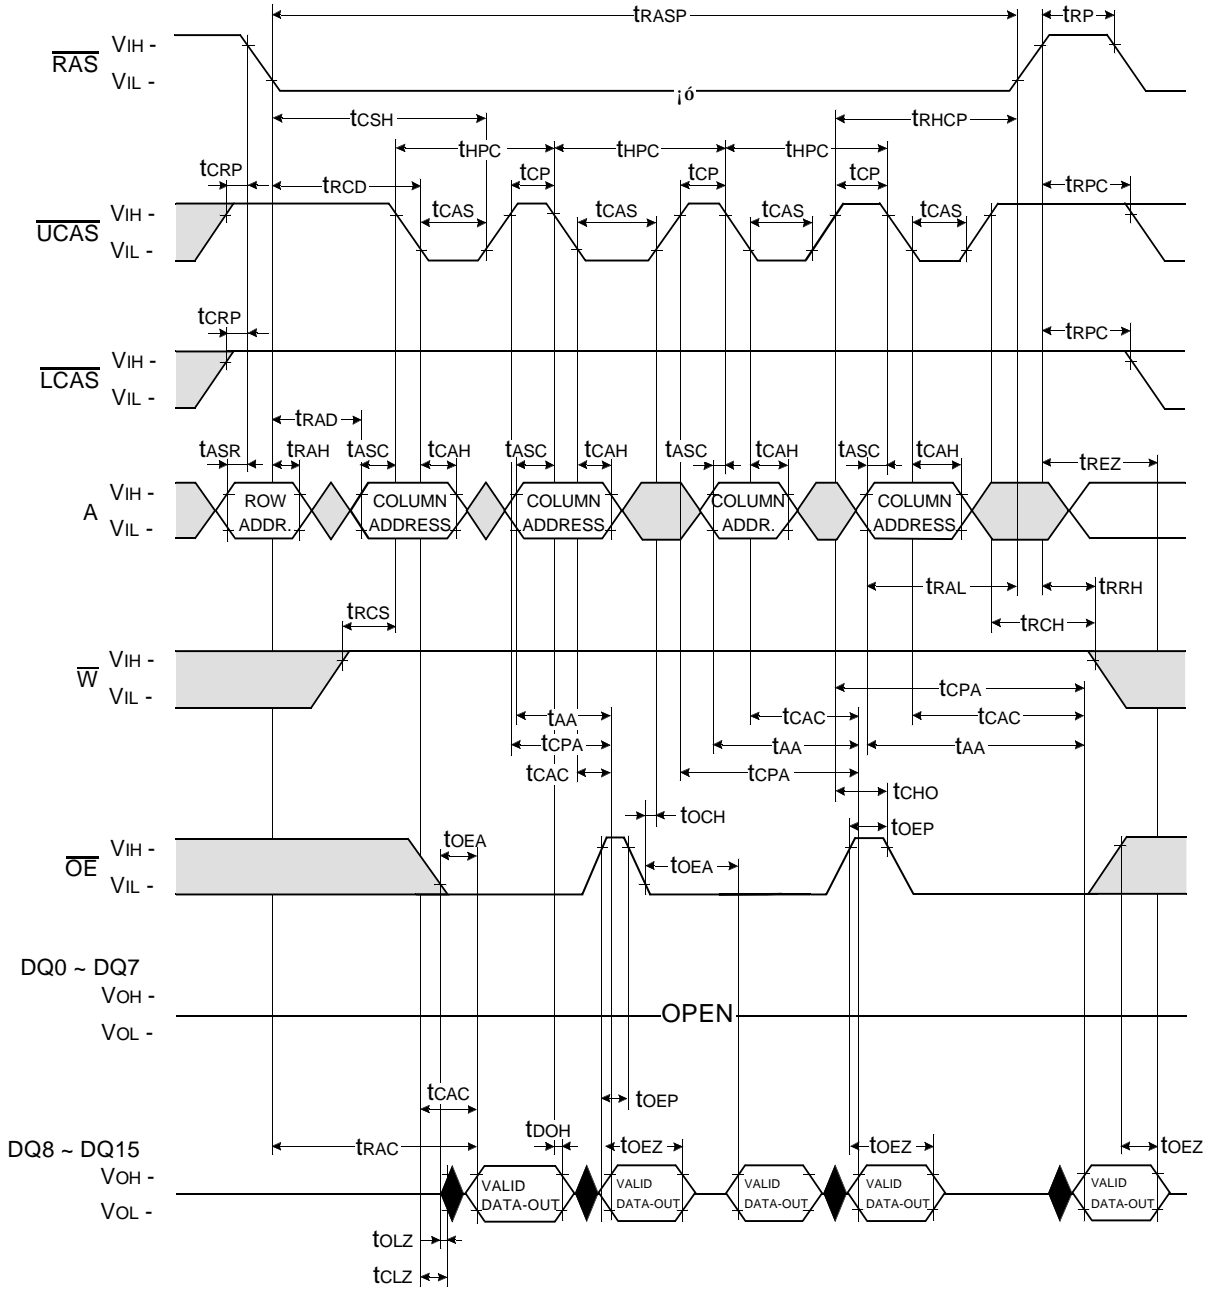 tRASP tRP
RAS VIH -
VIL -
¡ó
tCSH tRHCP
tHPC tHPC tHPC
tCRP tRCD tCP tCP tCP tRPC
tCAS tCAS tCAS tCAS
UCAS VIH -
VIL -
tCRP tRPC
LCAS VIH -
VIL -
tRAD
tASR tRAH tASC tCAH tASC tCAH tASC tCAH tASC tCAH tREZ
A VIH -
VIL -
ROW ADDR.
COLUMN ADDRESS
COLUMN ADDRESS
COLUMN ADDR.
COLUMN ADDRESS
tRAL tRRH
tRCS tRCH
W VIH -
VIL -
tCPA
tAA tCAC tCAC
tCPA tAA tAA
tCAC tCPA
tCHO
tOCH tOEP
tOEA tOEA
OE VIH -
VIL -
DQ0 ~ DQ7
VOH -
VOL -
OPEN
tCAC tOEP
tDOH
tRAC tOEZ tOEZ tOEZ
DQ8 ~ DQ15
VOH -
VOL -
VALID DATA-OUT
VALID DATA-OUT
VALID DATA-OUT
VALID DATA-OUT
VALID DATA-OUT
tOLZ
tCLZ